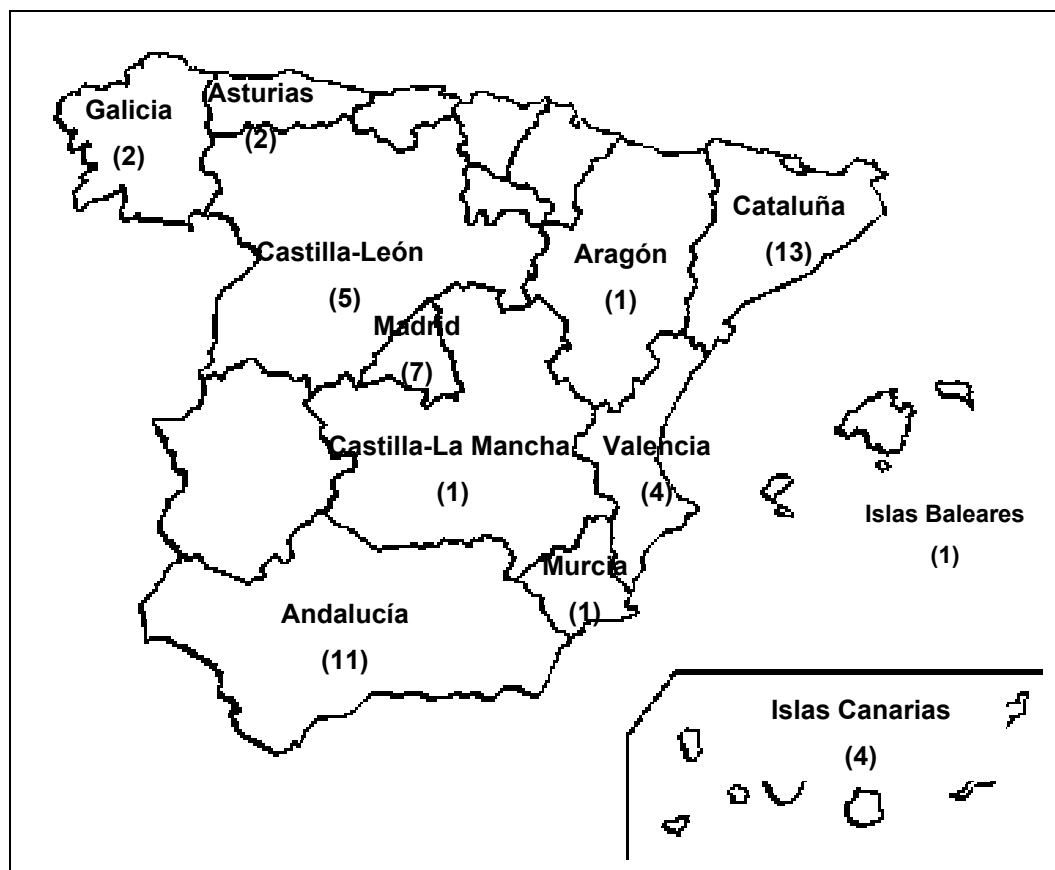 Galicia
(2)
Asturias
(2)
Cataluña
(13)
Castilla-León
(5)
Aragón
(1)
Madrid
(7)
Castilla-La Mancha
(1)
Valencia
(4)
Islas Baleares
(1)
Murcia
(1)
Andalucía
(11)
Islas Canarias
(4)